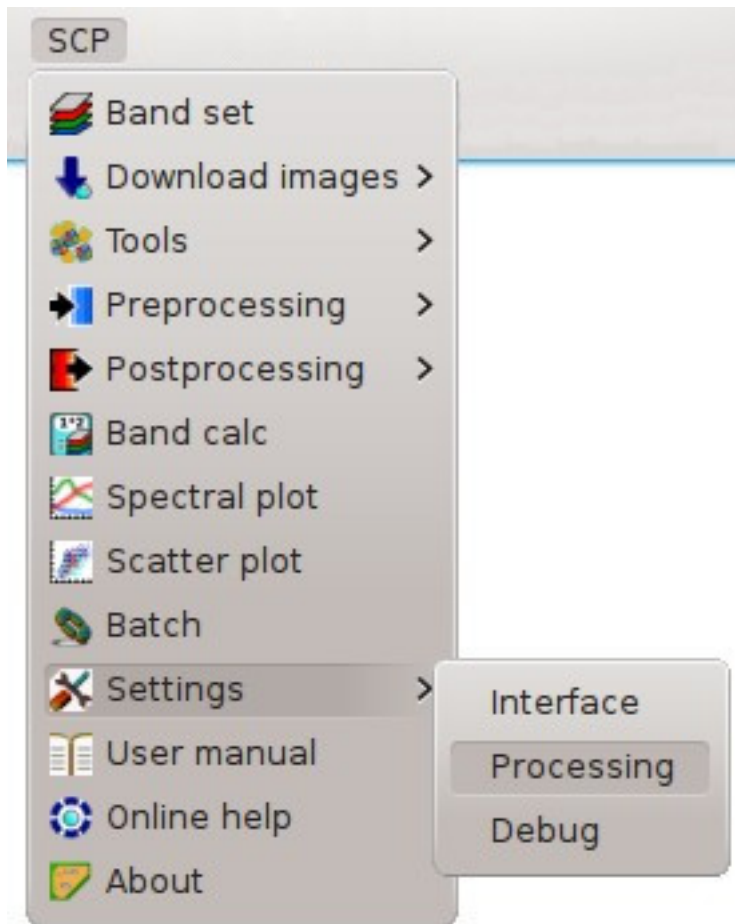 SCP
Band set
Download images
Tools
Preprocessing
Postprocessing
Band calc
Spectral plot
Scatter plot
Batch
Settings
User manual
Online help
About
Interface
Processing
Debug